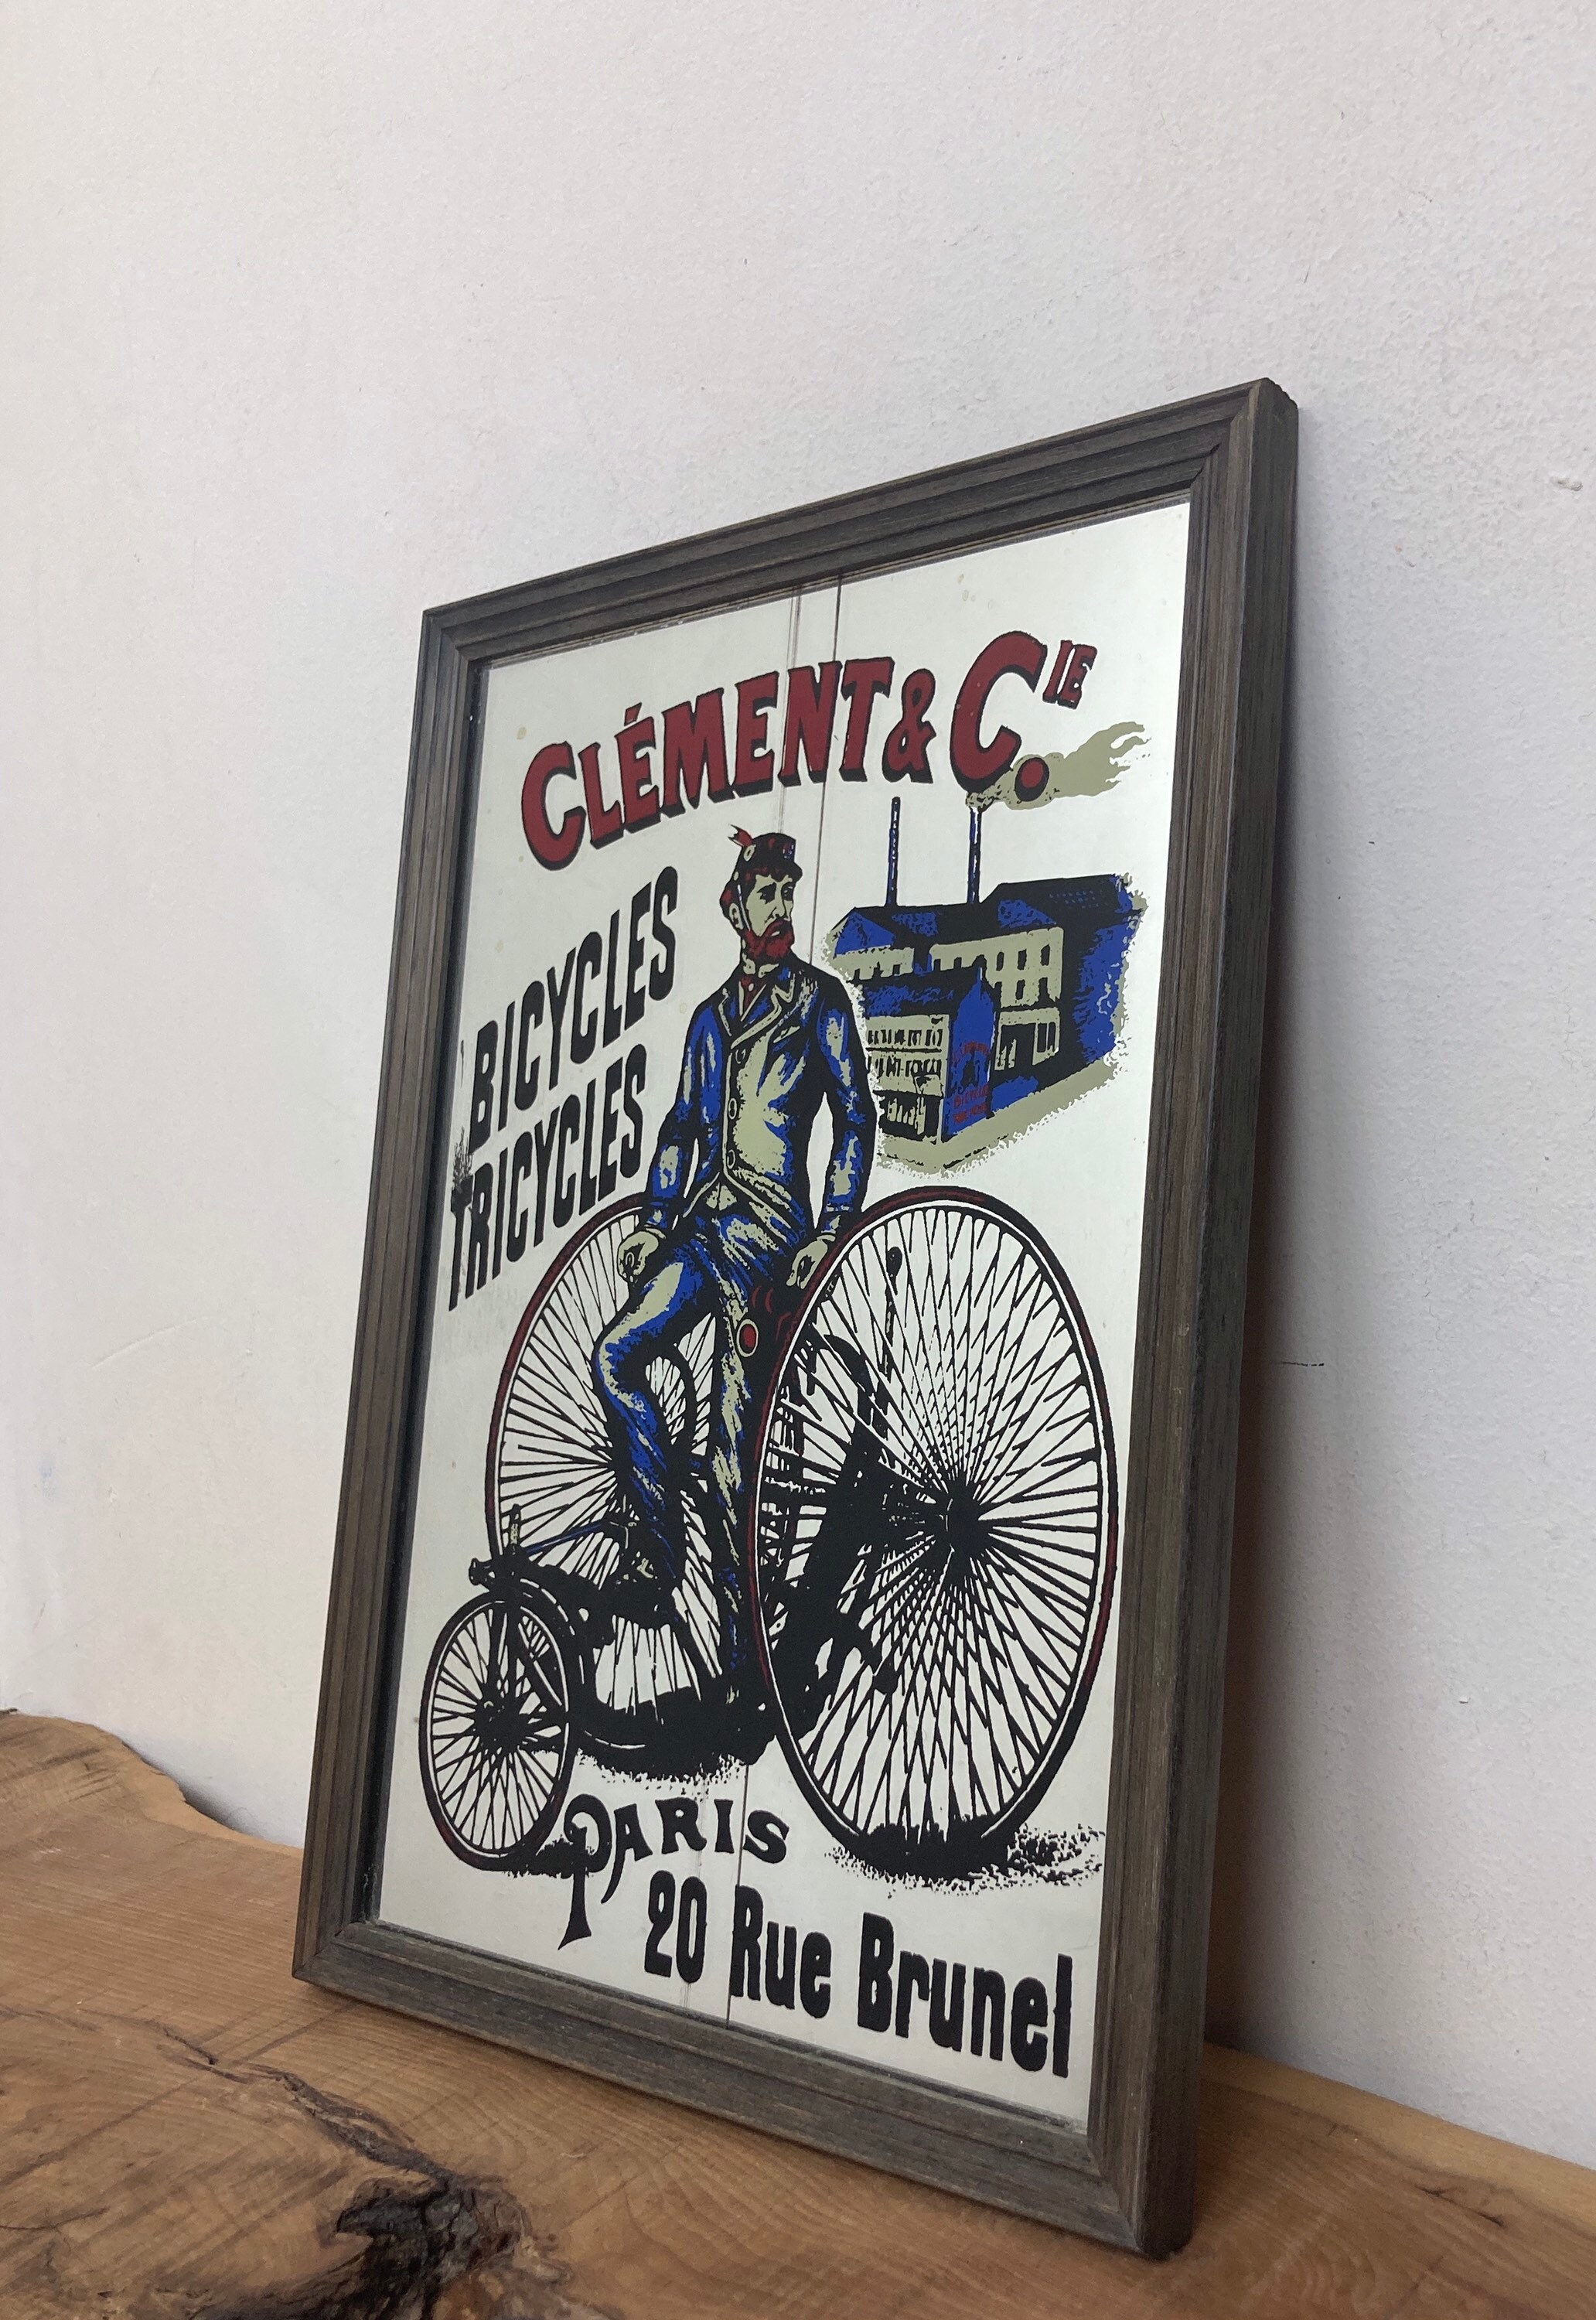 CLÉMENT & CIE.
BICYCLES
TRICYCLES
PARIS
20 Rue Brunel